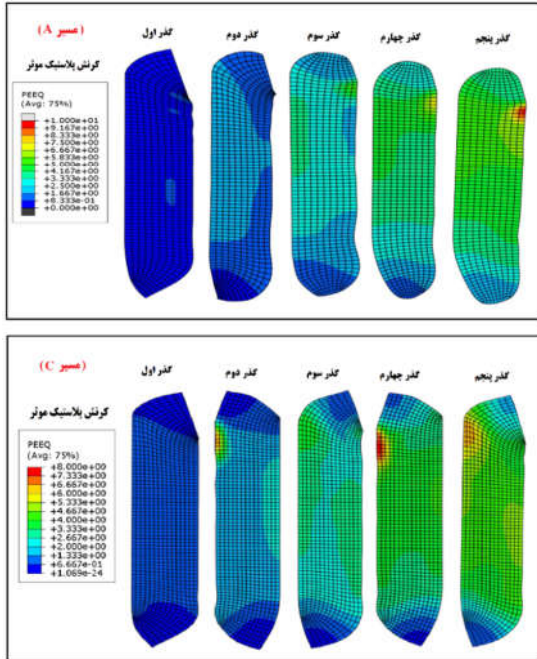 (مسیر A)
گذر اول
گذر دوم
گذر سوم
گذر چهارم
گذر پنجم
کرنش پلاستیک موثر
PEEQ
(Avg: 75%)
+1.000e+01
+9.167e+00
+8.333e+00
+7.500e+00
+6.667e+00
+5.833e+00
+5.000e+00
+4.167e+00
+3.333e+00
+2.500e+00
+1.667e+00
+8.333e-01
+0.000e+00
(مسیر C)
گذر اول
گذر دوم
گذر سوم
گذر چهارم
گذر پنجم
کرنش پلاستیک موثر
PEEQ
(Avg: 75%)
+8.000e+00
+7.333e+00
+6.667e+00
+6.000e+00
+5.333e+00
+4.667e+00
+4.000e+00
+3.333e+00
+2.667e+00
+2.000e+00
+1.333e+00
+6.667e-01
+1.069e-24